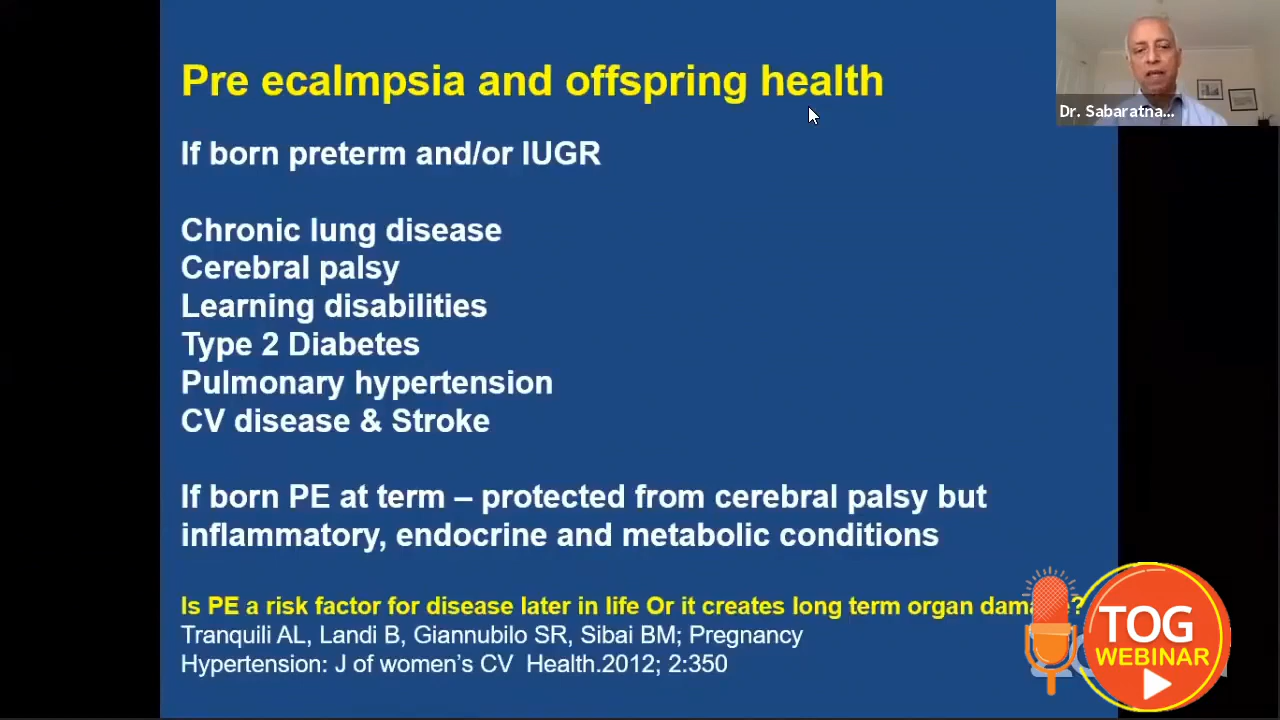 Pre ecalmpsia and offspring health
Dr. Sabaratna...
If born preterm and/or IUGR
Chronic lung disease
Cerebral palsy
Learning disabilities
Type 2 Diabetes
Pulmonary hypertension
CV disease & Stroke
If born PE at term – protected from cerebral palsy but
inflammatory, endocrine and metabolic conditions
Is PE a risk factor for disease later in life Or it creates long term organ
Tranquili AL, Landi B, Giannubilo SR, Sibai BM; Pregnancy
Hypertension: J of women's CV Health.2012; 2:350
TOG
WEBINAR